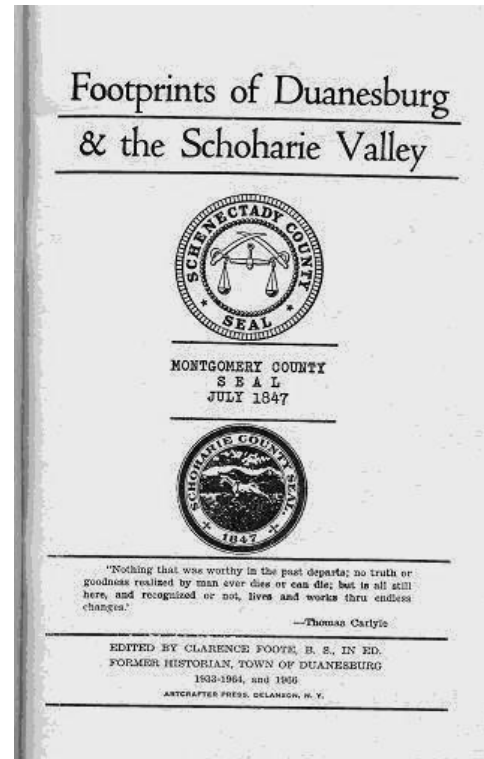 Footprints of Duanesburg
& the Schoharie Valley
SCHENECTADY COUNTY
SEAL
MONTGOMERY COUNTY
S E A L
JULY 1847
SCHOHARIE COUNTY SEAL.
1847
"Nothing that was worthy in the past departs; no truth or
goodness realized by man ever dies or can die; but is all still
here, and recognized or not, lives and works thru endless
changes.'
—Thomas Carlyle
EDITED BY CLARENCE FOOTE, B. S., IN ED.
FORMER HISTORIAN, TOWN OF DUANESBURG
1933-1964, and 1966
ARTCRAFTER PRESS, DELANSON, N. Y.